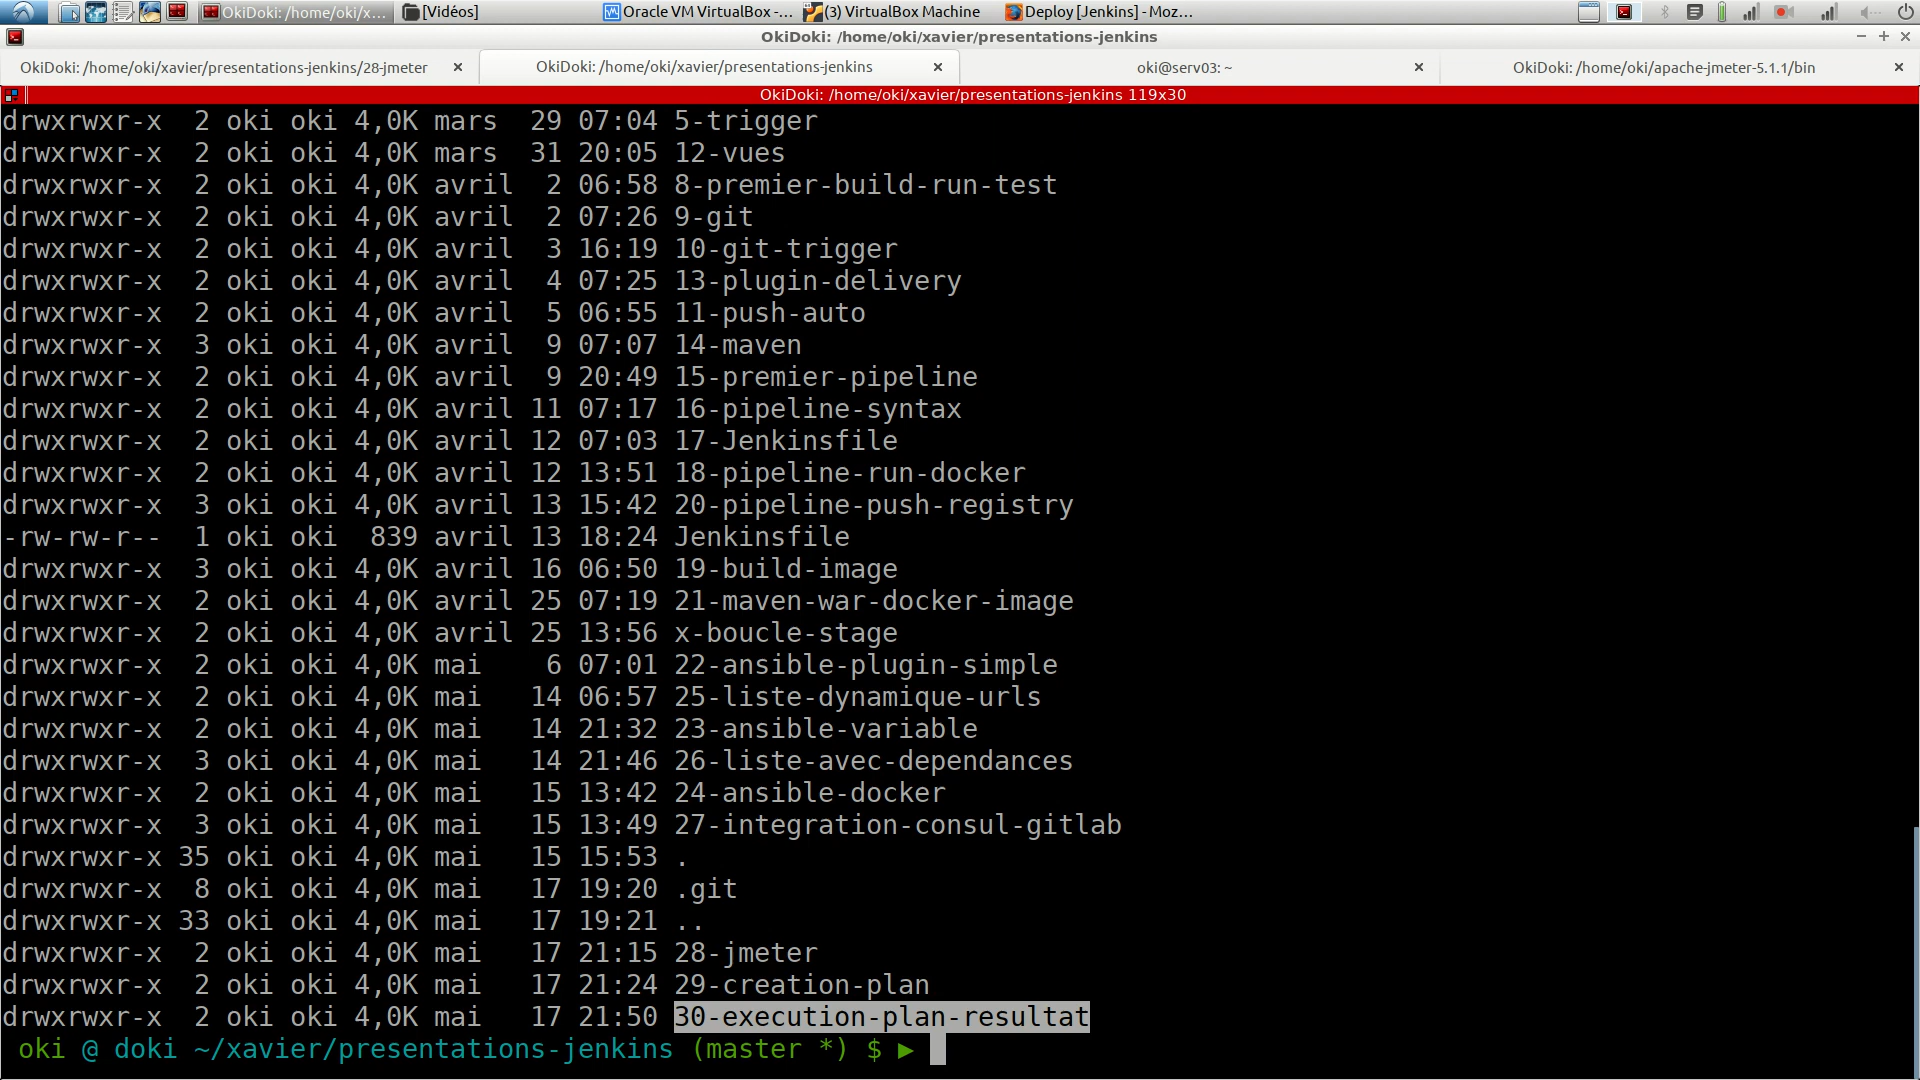 OkiDoki: /home/oki/x...
[Vidéos]
Oracle VM VirtualBox -...
(3) VirtualBox Machine
Deploy [Jenkins] - Moz...
OkiDoki: /home/oki/xavier/presentations-jenkins
OkiDoki: /home/oki/xavier/presentations-jenkins/28-jmeter
OkiDoki: /home/oki/xavier/presentations-jenkins
oki@serv03: ~
OkiDoki: /home/oki/apache-jmeter-5.1.1/bin
OkiDoki: /home/oki/xavier/presentations-jenkins 119x30
drwxrwxr-x  2 oki oki 4,0K mars  29 07:04 5-trigger
drwxrwxr-x  2 oki oki 4,0K mars  31 20:05 12-vues
drwxrwxr-x  2 oki oki 4,0K avril  2 06:58 8-premier-build-run-test
drwxrwxr-x  2 oki oki 4,0K avril  2 07:26 9-git
drwxrwxr-x  2 oki oki 4,0K avril  3 16:19 10-git-trigger
drwxrwxr-x  2 oki oki 4,0K avril  4 07:25 13-plugin-delivery
drwxrwxr-x  2 oki oki 4,0K avril  5 06:55 11-push-auto
drwxrwxr-x  3 oki oki 4,0K avril  9 07:07 14-maven
drwxrwxr-x  2 oki oki 4,0K avril  9 20:49 15-premier-pipeline
drwxrwxr-x  2 oki oki 4,0K avril 11 07:17 16-pipeline-syntax
drwxrwxr-x  2 oki oki 4,0K avril 12 07:03 17-Jenkinsfile
drwxrwxr-x  2 oki oki 4,0K avril 12 13:51 18-pipeline-run-docker
drwxrwxr-x  3 oki oki 4,0K avril 13 15:42 20-pipeline-push-registry
-rw-rw-r--  1 oki oki  839 avril 13 18:24 Jenkinsfile
drwxrwxr-x  3 oki oki 4,0K avril 16 06:50 19-build-image
drwxrwxr-x  2 oki oki 4,0K avril 25 07:19 21-maven-war-docker-image
drwxrwxr-x  2 oki oki 4,0K avril 25 13:56 x-boucle-stage
drwxrwxr-x  2 oki oki 4,0K mai    6 07:01 22-ansible-plugin-simple
drwxrwxr-x  2 oki oki 4,0K mai   14 06:57 25-liste-dynamique-urls
drwxrwxr-x  2 oki oki 4,0K mai   14 21:32 23-ansible-variable
drwxrwxr-x  3 oki oki 4,0K mai   14 21:46 26-liste-avec-dependances
drwxrwxr-x  2 oki oki 4,0K mai   15 13:42 24-ansible-docker
drwxrwxr-x  3 oki oki 4,0K mai   15 13:49 27-integration-consul-gitlab
drwxrwxr-x 35 oki oki 4,0K mai   15 15:53 .
drwxrwxr-x  8 oki oki 4,0K mai   17 19:20 .git
drwxrwxr-x 33 oki oki 4,0K mai   17 19:21 ..
drwxrwxr-x  2 oki oki 4,0K mai   17 21:15 28-jmeter
drwxrwxr-x  2 oki oki 4,0K mai   17 21:24 29-creation-plan
drwxrwxr-x  2 oki oki 4,0K mai   17 21:50 30-execution-plan-resultat
oki @ doki ~/xavier/presentations-jenkins (master *) $ ▶